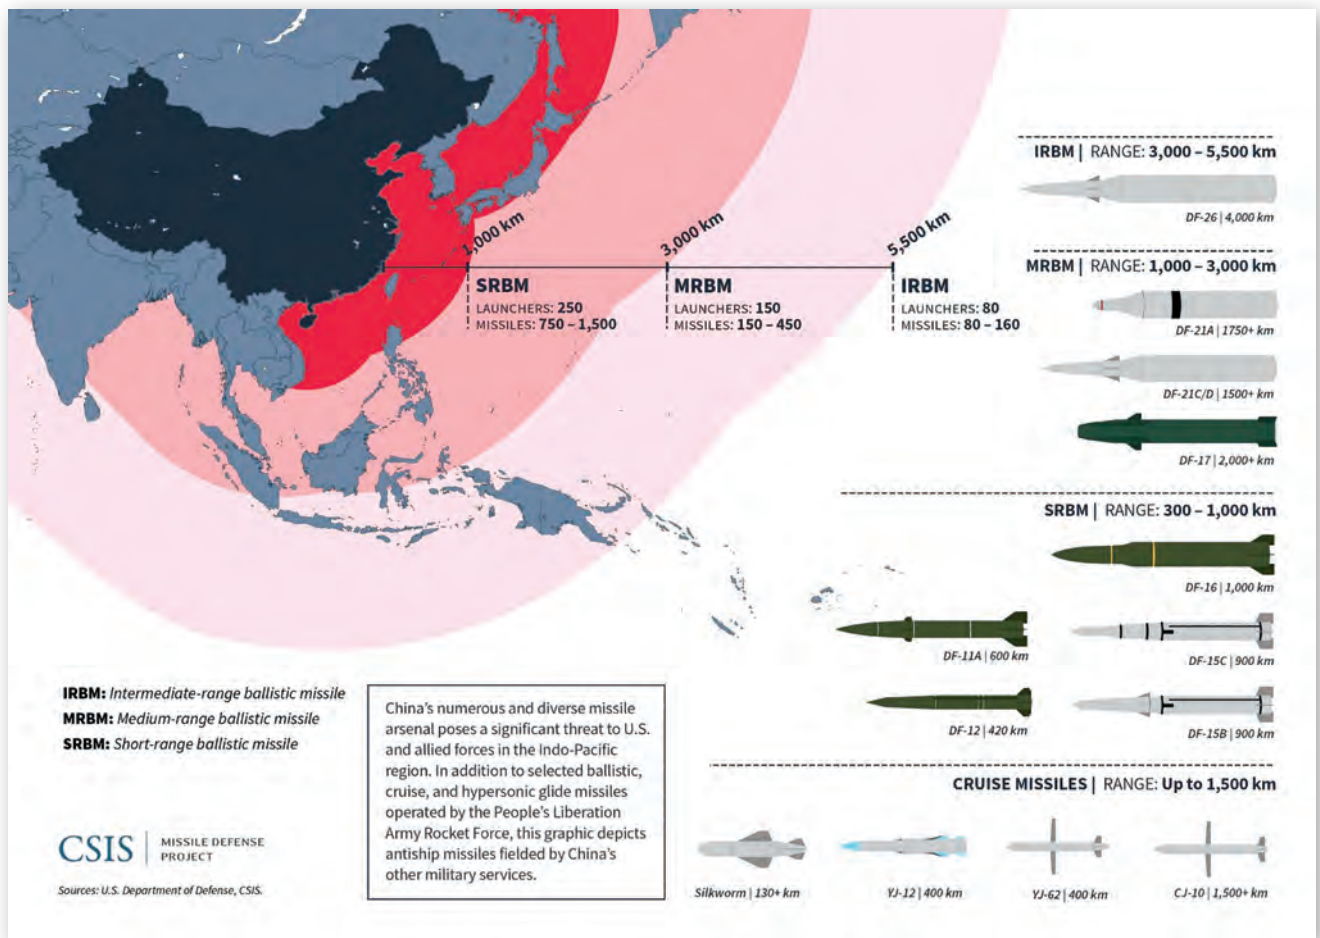 IRBM | RANGE: 3,000 – 5,500 km
DF-26 | 4,000 km
MRBM | RANGE: 1,000 – 3,000 km
DF-21A | 1750+ km
DF-21C/D | 1500+ km
DF-17 | 2,000+ km
SRBM | RANGE: 300 – 1,000 km
DF-16 | 1,000 km
DF-11A | 600 km
DF-15C | 900 km
DF-12 | 420 km
DF-15B | 900 km
CRUISE MISSILES | RANGE: Up to 1,500 km
Silkworm | 130+ km
YJ-12 | 400 km
YJ-62 | 400 km
CJ-10 | 1,500+ km
1,000 km
3,000 km
5,500 km
SRBM
LAUNCHERS: 250
MISSILES: 750 – 1,500
MRBM
LAUNCHERS: 150
MISSILES: 150 – 450
IRBM
LAUNCHERS: 80
MISSILES: 80 – 160
IRBM: Intermediate-range ballistic missile
MRBM: Medium-range ballistic missile
SRBM: Short-range ballistic missile
China's numerous and diverse missile
arsenal poses a significant threat to U.S.
and allied forces in the Indo-Pacific
region. In addition to selected ballistic,
cruise, and hypersonic glide missiles
operated by the People's Liberation
Army Rocket Force, this graphic depicts
antiship missiles fielded by China's
other military services.
CSIS | MISSILE DEFENSE
PROJECT
Sources: U.S. Department of Defense, CSIS.